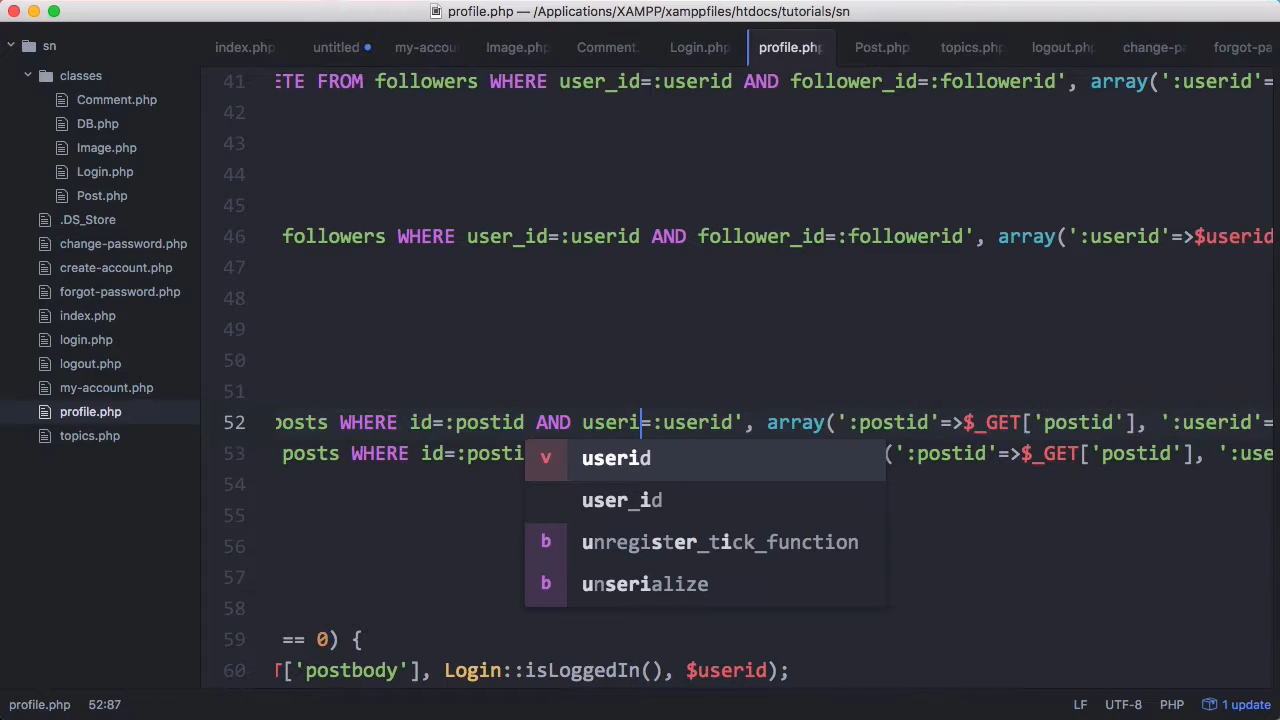 profile.php — /Applications/XAMPP/xamppfiles/htdocs/tutorials/sn
sn
classes
Comment.php
DB.php
Image.php
Login.php
Post.php
.DS_Store
change-password.php
create-account.php
forgot-password.php
index.php
login.php
logout.php
my-account.php
profile.php
topics.php
index.php untitled my-accou Image.php Comment. Login.php profile.php Post.php topics.php logout.php change-pa forgot-pas
41 ETE FROM followers WHERE user_id=:userid AND follower_id=:followerid', array(':userid'=
42
43
44
45
46 followers WHERE user_id=:userid AND follower_id=:followerid', array(':userid'=>$userid
47
48
49
50
51
52 posts WHERE id=:postid AND useri=:userid', array(':postid'=>$_GET['postid'], ':userid'=
53 posts WHERE id=:posti (':postid'=>$_GET['postid'], ':use
v userid
user_id
b unregister_tick_function
b unserialize
54
55
56
57
58
59 == 0) {
60 T['postbody'], Login::isLoggedIn(), $userid);
profile.php 52:87 LF UTF-8 PHP 1 update